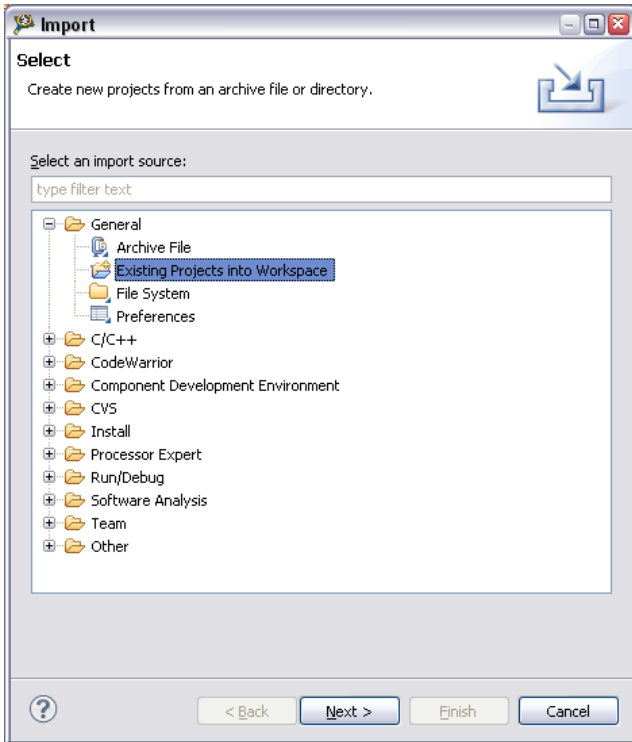 Import
Select
Create new projects from an archive file or directory.
Select an import source:
type filter text
General
Archive File
Existing Projects into Workspace
File System
Preferences
C/C++
CodeWarrior
Component Development Environment
CVS
Install
Processor Expert
Run/Debug
Software Analysis
Team
Other
? < Back Next > Finish Cancel